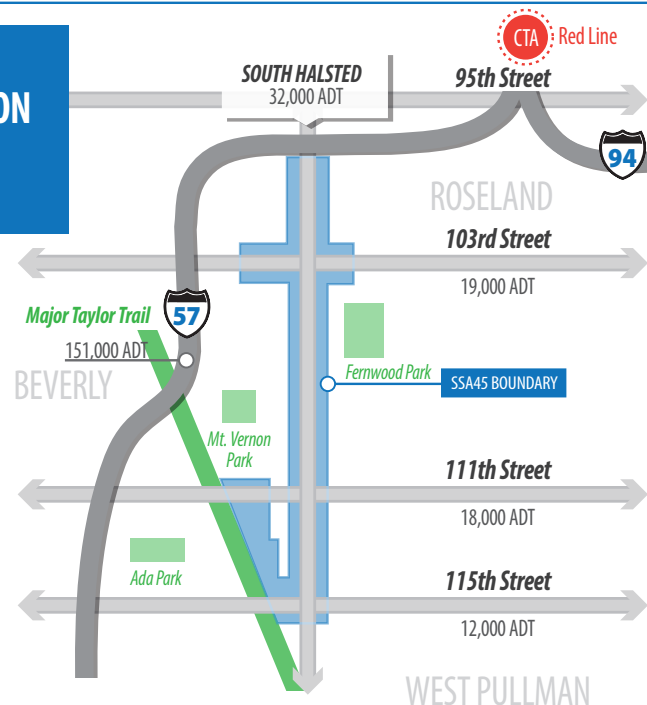 ON
CTA
Red Line
SOUTH HALSTED
32,000 ADT
95th Street
94
ROSELAND
103rd Street
19,000 ADT
Major Taylor Trail
57
151,000 ADT
BEVERLY
Fernwood Park
SSA45 BOUNDARY
Mt. Vernon
Park
111th Street
18,000 ADT
Ada Park
115th Street
12,000 ADT
WEST PULLMAN